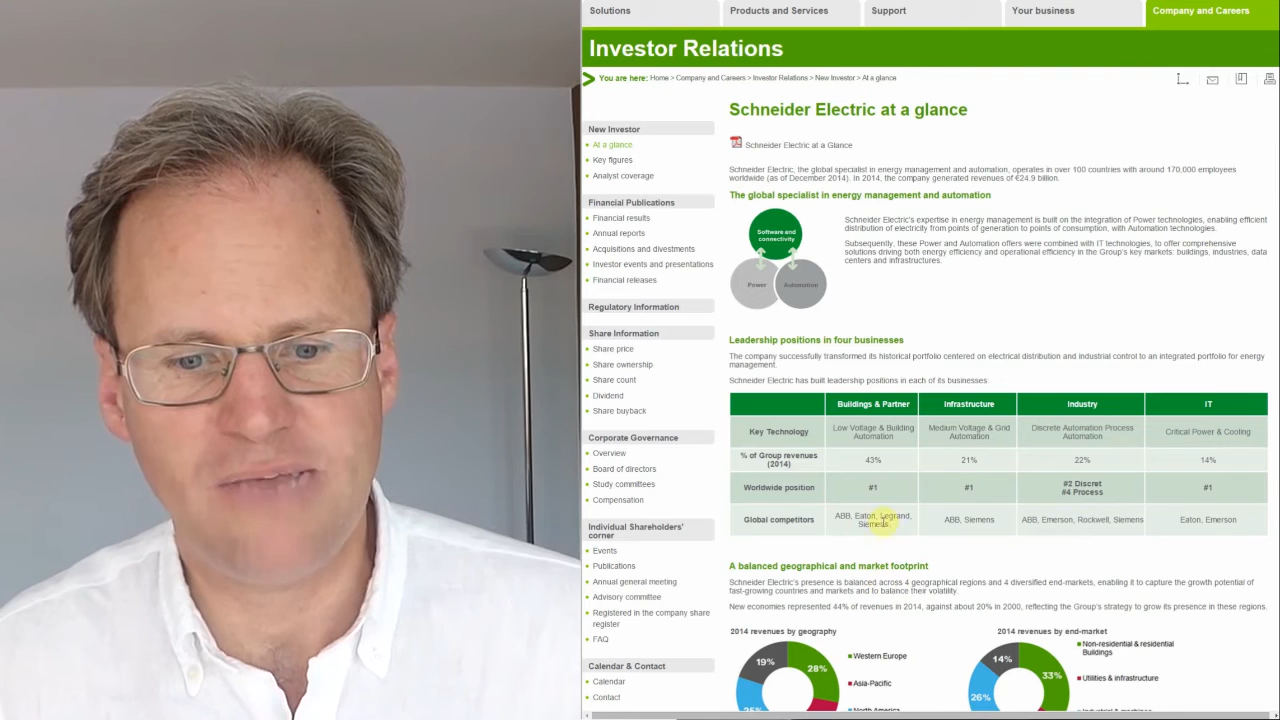 Solutions
Products and Services
Support
Your business
Company and Careers
Investor Relations
You are here: Home > Company and Careers > Investor Relations > New Investor > At a glance
New Investor
At a glance
Key figures
Analyst coverage
Financial Publications
Financial results
Annual reports
Acquisitions and divestments
Investor events and presentations
Financial releases
Regulatory Information
Share Information
Share price
Share ownership
Share count
Dividend
Share buyback
Corporate Governance
Overview
Board of directors
Study committees
Compensation
Individual Shareholders'
corner
Events
Publications
Annual general meeting
Advisory committee
Registered in the company share
register
FAQ
Calendar & Contact
Calendar
Contact
Schneider Electric at a glance
Schneider Electric at a Glance
Schneider Electric, the global specialist in energy management and automation, operates in over 100 countries with around 170,000 employees
worldwide (as of December 2014). In 2014, the company generated revenues of €24.9 billion.
The global specialist in energy management and automation
Software and
connectivity
Power
Automation
Schneider Electric's expertise in energy management is built on the integration of Power technologies, enabling efficient
distribution of electricity from points of generation to points of consumption, with Automation technologies.
Subsequently, these Power and Automation offers were combined with IT technologies, to offer comprehensive
solutions driving both energy efficiency and operational efficiency in the Group's key markets: buildings, industries, data
centers and infrastructures.
Leadership positions in four businesses
The company successfully transformed its historical portfolio centered on electrical distribution and industrial control to an integrated portfolio for energy
management.
Schneider Electric has built leadership positions in each of its businesses:
Buildings & Partner
Infrastructure
Industry
IT
Key Technology
Low Voltage & Building
Automation
Medium Voltage & Grid
Automation
Discrete Automation Process
Automation
Critical Power & Cooling
% of Group revenues
(2014)
43%
21%
22%
14%
Worldwide position
#1
#1
#2 Discret
#4 Process
#1
Global competitors
ABB, Eaton, Legrand,
Siemens
ABB, Siemens
ABB, Emerson, Rockwell, Siemens
Eaton, Emerson
A balanced geographical and market footprint
Schneider Electric's presence is balanced across 4 geographical regions and 4 diversified end-markets, enabling it to capture the growth potential of
fast-growing countries and markets and to balance their volatility.
New economies represented 44% of revenues in 2014, against about 20% in 2000, reflecting the Group's strategy to grow its presence in these regions.
2014 revenues by geography
19%
28%
25%
Western Europe
Asia-Pacific
North America
2014 revenues by end-market
14%
33%
26%
Non-residential & residential
Buildings
Utilities & infrastructure
Industrial & machines